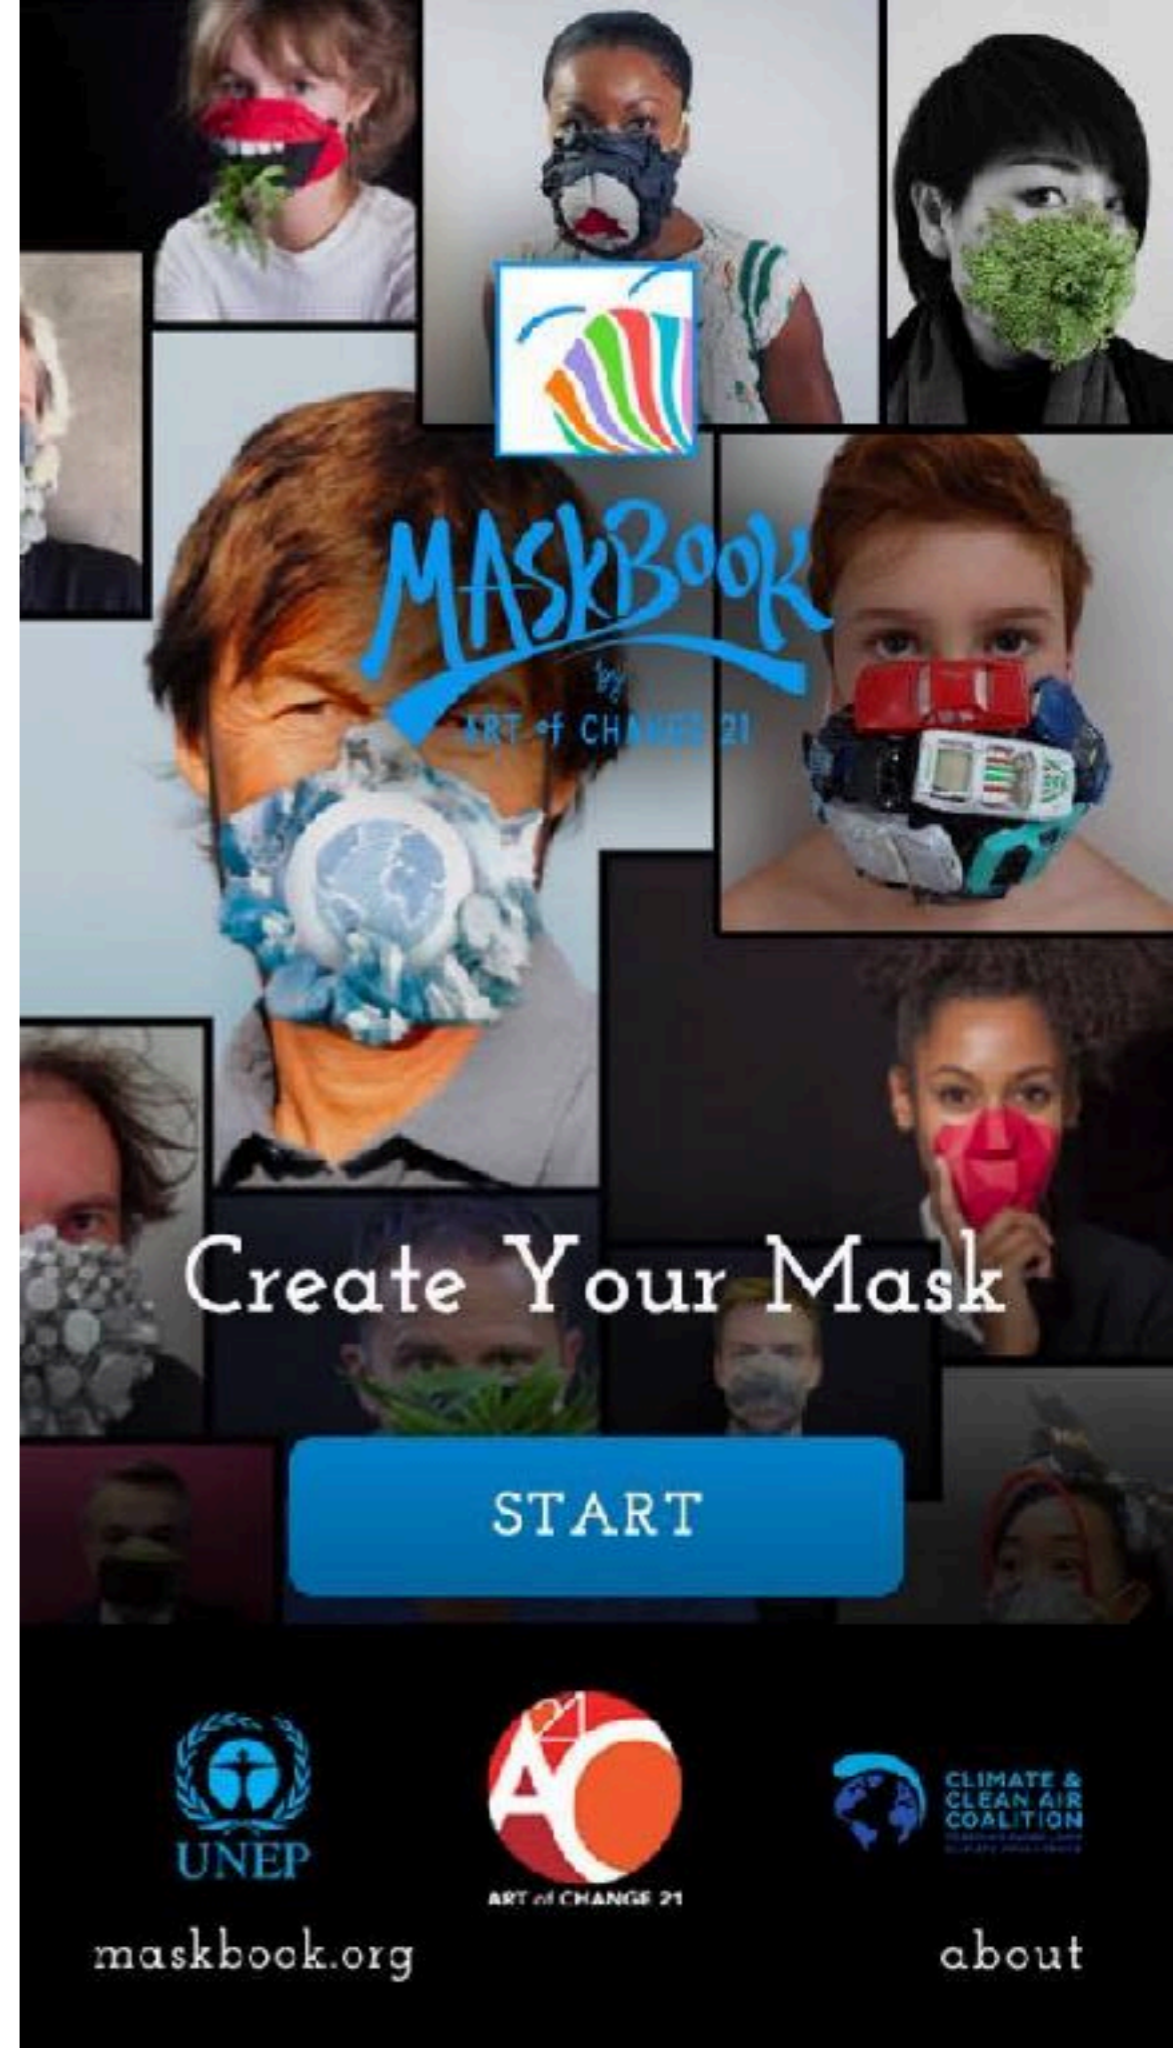 MASKBOOK
by
ART of CHANGE 21
Create Your Mask
START
UNEP
ART of CHANGE 21
CLIMATE &
CLEAN AIR
COALITION
maskbook.org
about